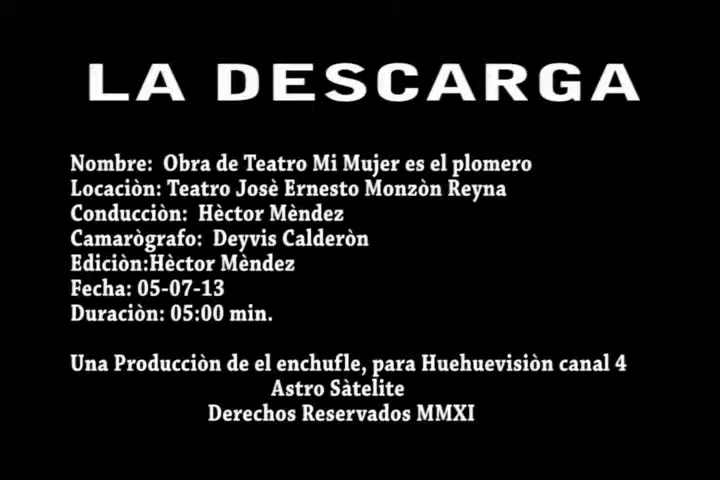 LA DESCARGA
Nombre:  Obra de Teatro Mi Mujer es el plomero
Locaciòn: Teatro Josè Ernesto Monzòn Reyna
Conducciòn:  Hèctor Mèndez
Camarògrafo:  Deyvis Calderòn
Ediciòn:Hèctor Mèndez
Fecha: 05-07-13
Duraciòn: 05:00 min.
Una Producciòn de el enchufle, para Huehuevisiòn canal 4
Astro Sàtelite
Derechos Reservados MMXI